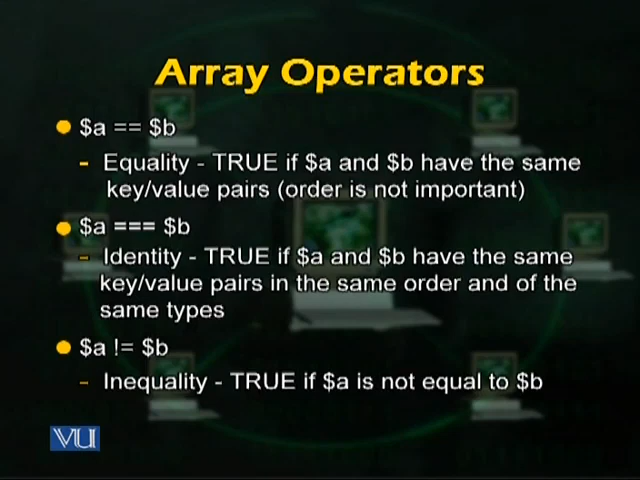 Array Operators
$a == $b
- Equality - TRUE if $a and $b have the same
key/value pairs (order is not important)
$a === $b
- Identity - TRUE if $a and $b have the same
key/value pairs in the same order and of the
same types
$a != $b
- Inequality - TRUE if $a is not equal to $b
VU